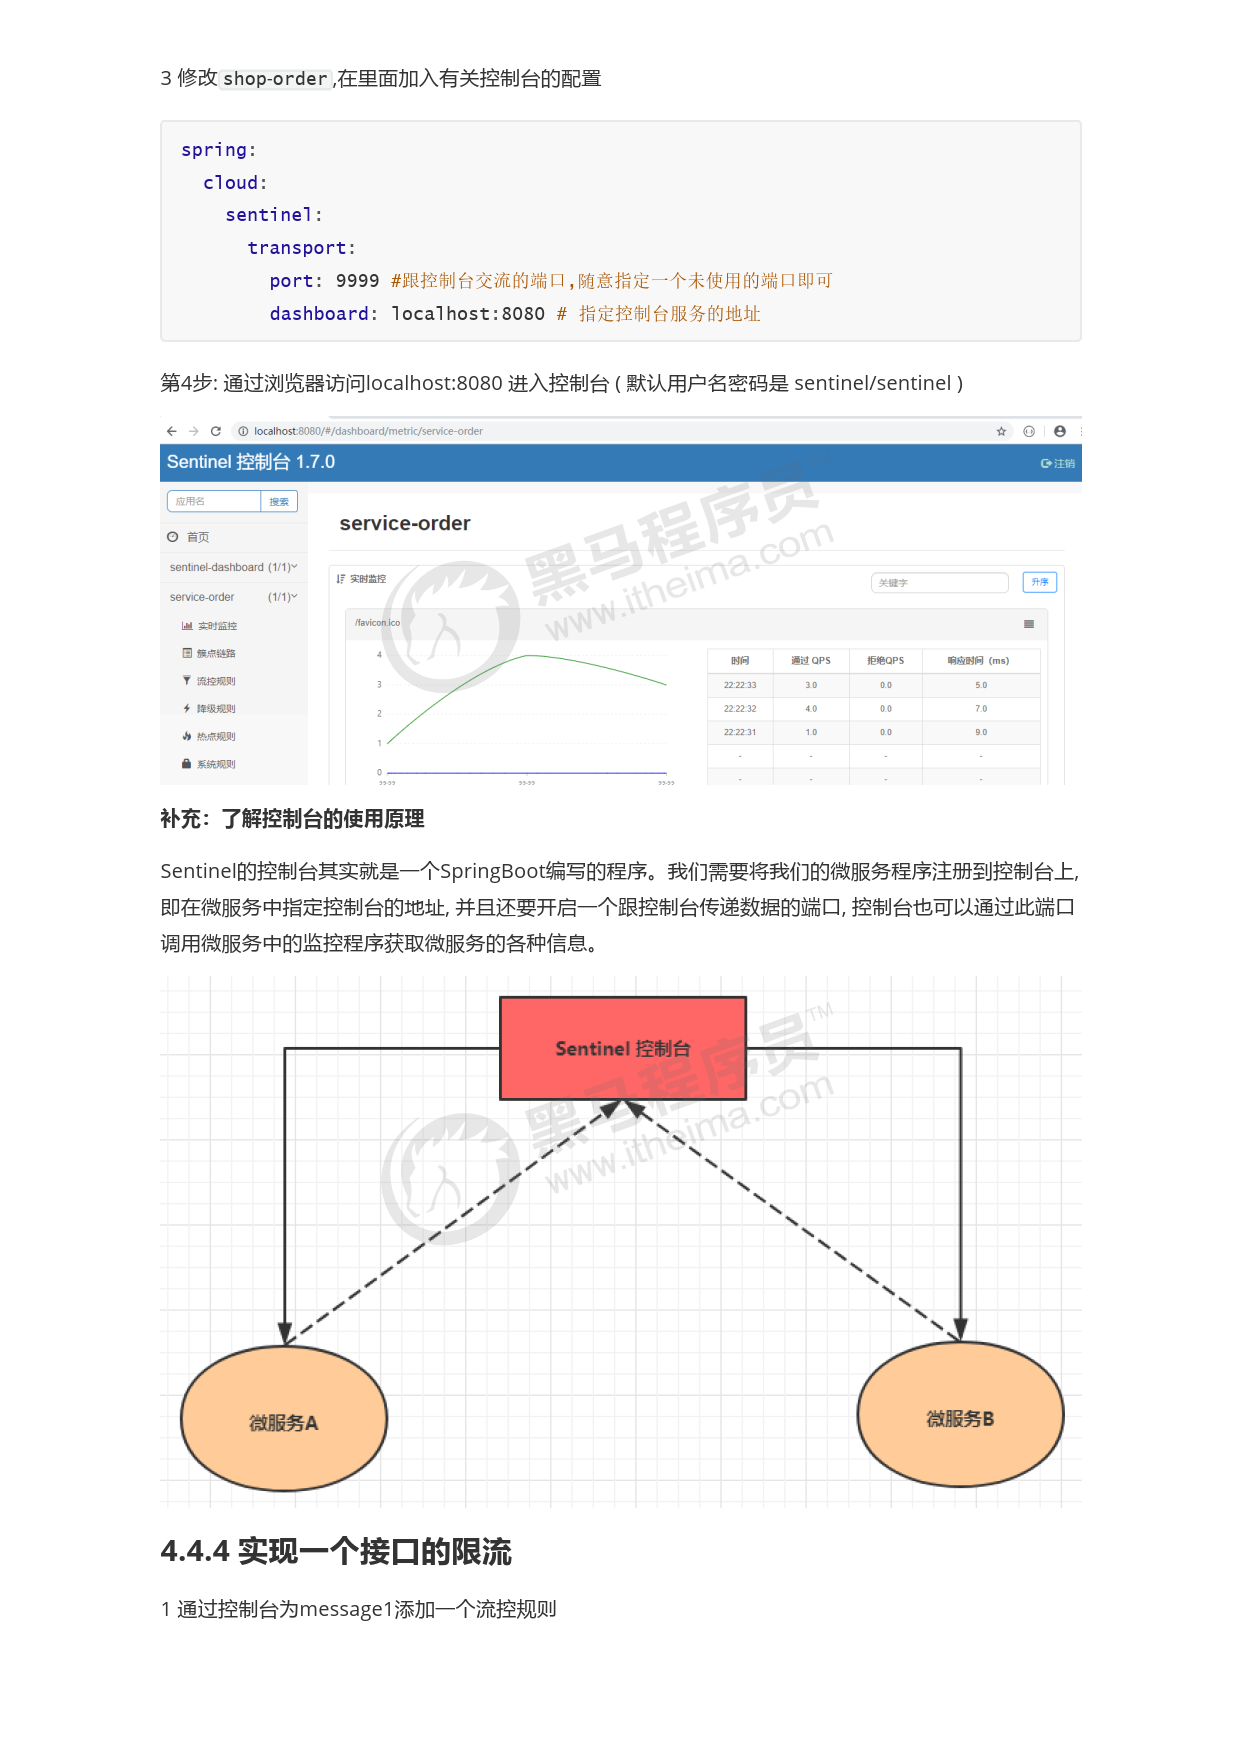 3 修改shop-order,在里面加入有关控制台的配置
spring:
cloud:
sentinel:
transport:
port: 9999 #跟控制台交流的端口,随意指定一个未使用的端口即可
dashboard: localhost:8080 # 指定控制台服务的地址
第4步: 通过浏览器访问localhost:8080 进入控制台 ( 默认用户名密码是 sentinel/sentinel )
localhost:8080/#/dashboard/metric/service-order
Sentinel 控制台 1.7.0
注销
应用名 搜索
首页
sentinel-dashboard (1/1)
service-order (1/1)
实时监控
簇点链路
流控规则
降级规则
热点规则
系统规则
service-order
实时监控
关键字 升序
/favicon.ico
4
3
2
1
0
22:22 22:22 22:22
时间 通过 QPS 拒绝QPS 响应时间 (ms)
22:22:33 3.0 0.0 5.0
22:22:32 4.0 0.0 7.0
22:22:31 1.0 0.0 9.0
- - - -
- - - -
黑马程序员
www.itheima.com
补充：了解控制台的使用原理
Sentinel的控制台其实就是一个SpringBoot编写的程序。我们需要将我们的微服务程序注册到控制台上,
即在微服务中指定控制台的地址, 并且还要开启一个跟控制台传递数据的端口, 控制台也可以通过此端口
调用微服务中的监控程序获取微服务的各种信息。
Sentinel 控制台
黑马程序员™
www.itheima.com
微服务A
微服务B
4.4.4 实现一个接口的限流
1 通过控制台为message1添加一个流控规则